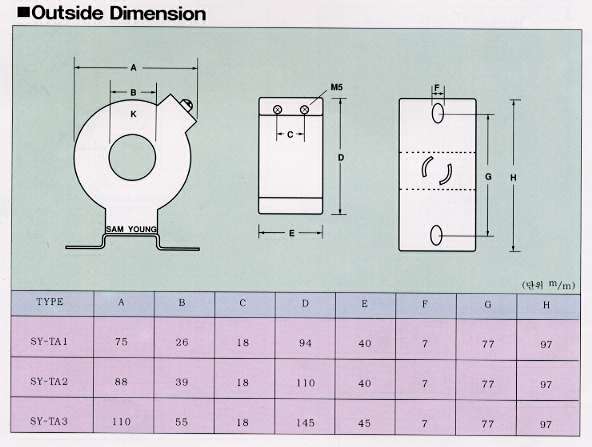 ■Outside Dimension
A
B
K
M5
C
D
E
F
G
H
SAM YOUNG
(단위 m/m)
TYPE A B C D E F G H
SY-TA1 75 26 18 94 40 7 77 97
SY-TA2 88 39 18 110 40 7 77 97
SY-TA3 110 55 18 145 45 7 77 97